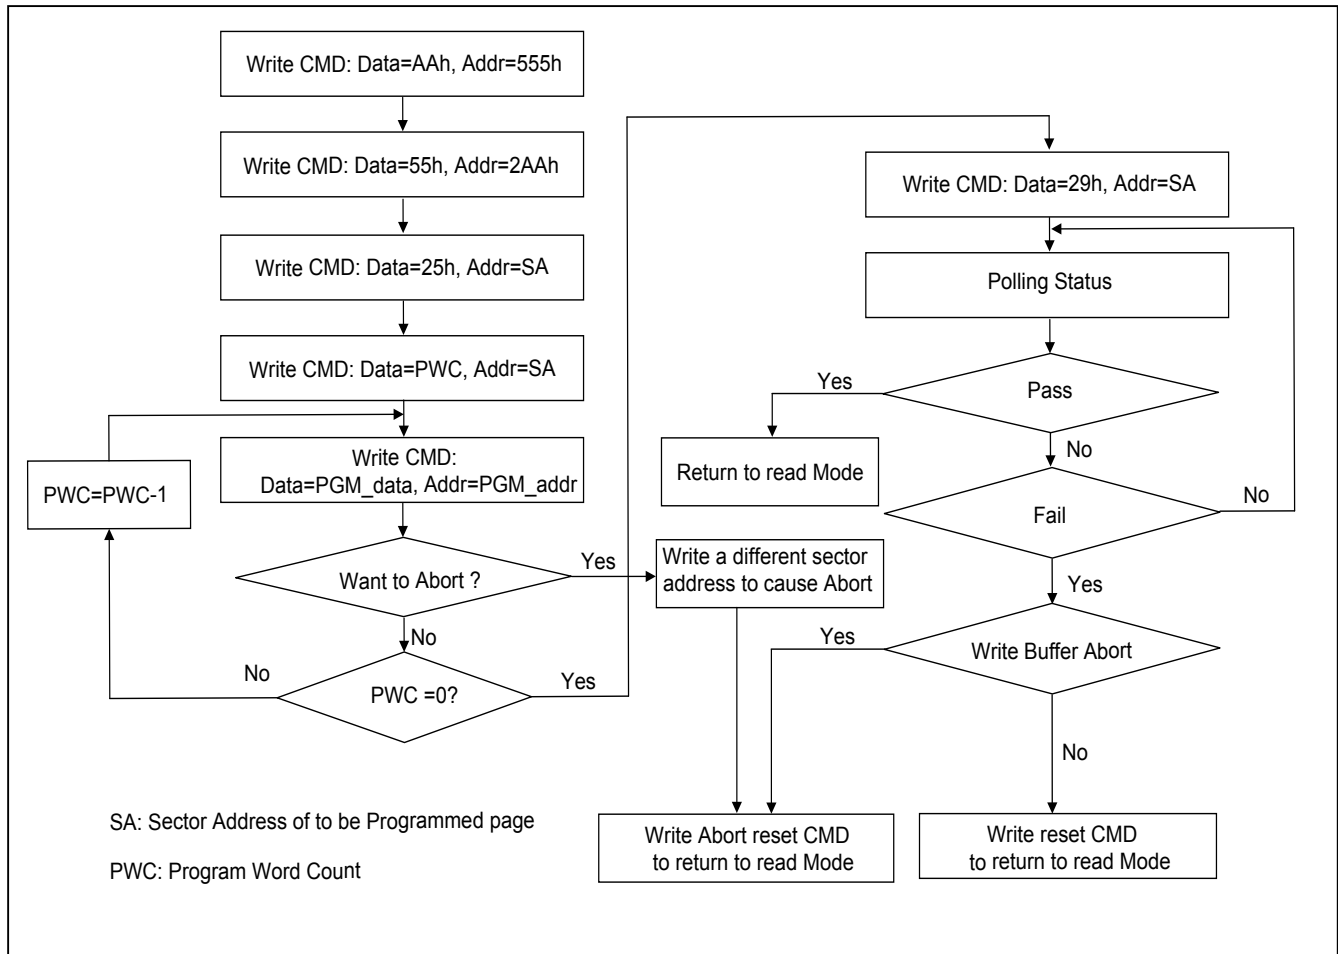 Write CMD: Data=AAh, Addr=555h
Write CMD: Data=55h, Addr=2AAh
Write CMD: Data=25h, Addr=SA
Write CMD: Data=PWC, Addr=SA
Write CMD:
Data=PGM_data, Addr=PGM_addr
PWC=PWC-1
Want to Abort ?
Yes
No
Write a different sector
address to cause Abort
PWC =0?
No
Yes
Write CMD: Data=29h, Addr=SA
Polling Status
Pass
Yes
No
Return to read Mode
Fail
No
Yes
Write Buffer Abort
Yes
No
Write Abort reset CMD
to return to read Mode
Write reset CMD
to return to read Mode
SA: Sector Address of to be Programmed page
PWC: Program Word Count